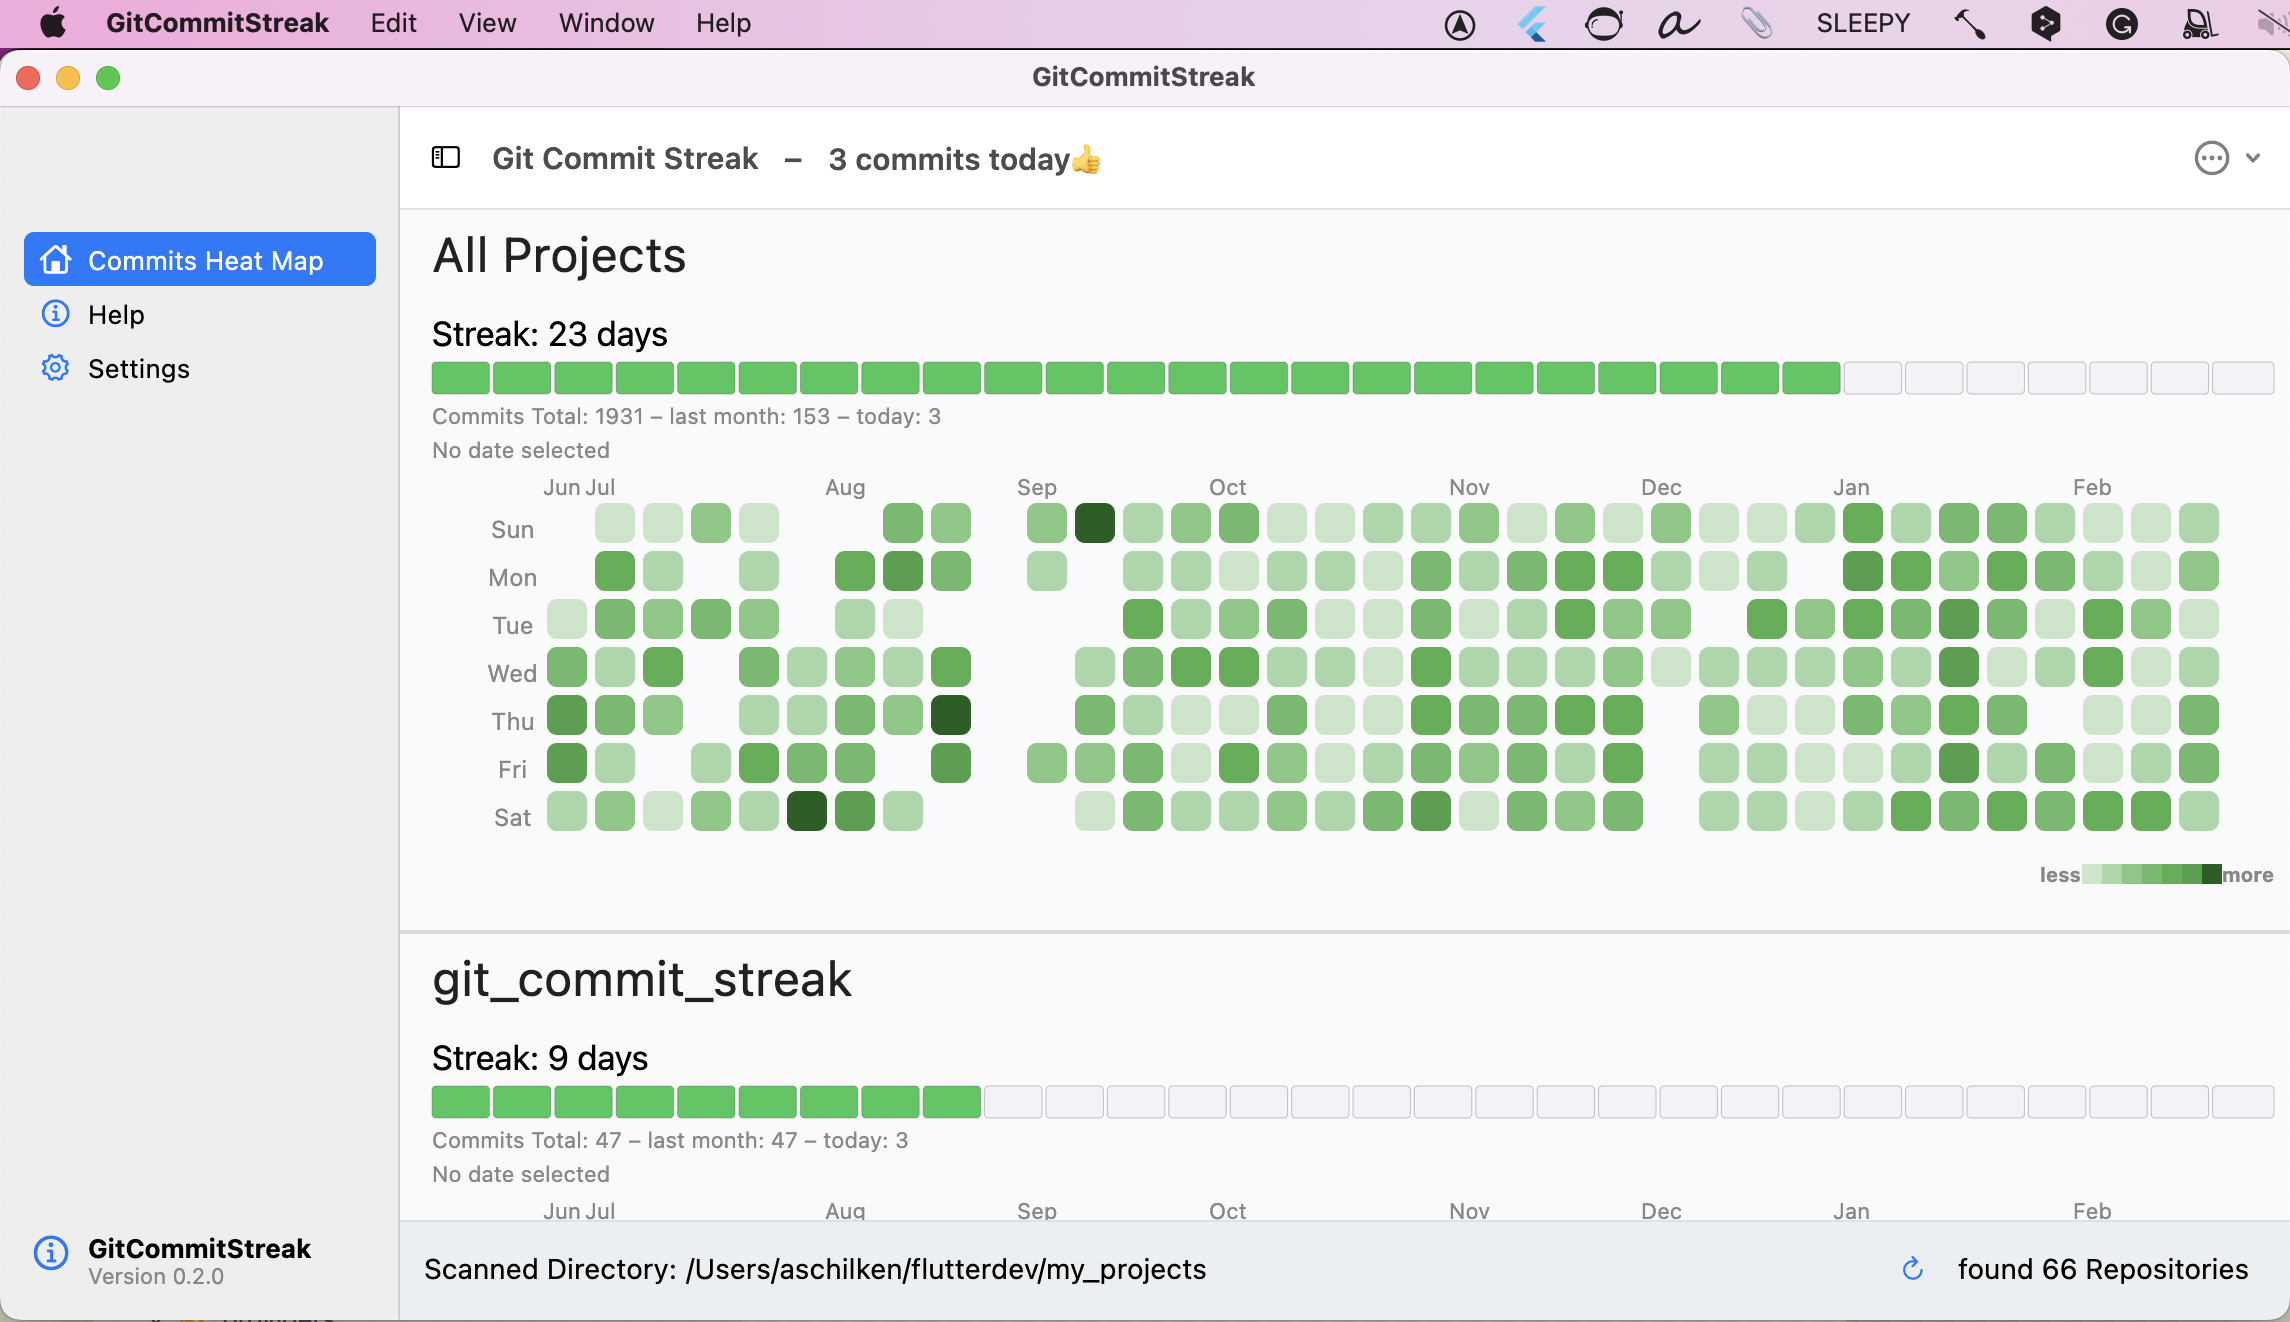 GitCommitStreak Edit View Window Help SLEEPY
GitCommitStreak
Git Commit Streak – 3 commits today👍
Commits Heat Map
Help
Settings
All Projects
Streak: 23 days
Commits Total: 1931 – last month: 153 – today: 3
No date selected
Jun Jul Aug Sep Oct Nov Dec Jan Feb
Sun
Mon
Tue
Wed
Thu
Fri
Sat
less more
git_commit_streak
Streak: 9 days
Commits Total: 47 – last month: 47 – today: 3
No date selected
Jun Jul Aug Sep Oct Nov Dec Jan Feb
GitCommitStreak
Version 0.2.0
Scanned Directory: /Users/aschilken/flutterdev/my_projects
found 66 Repositories